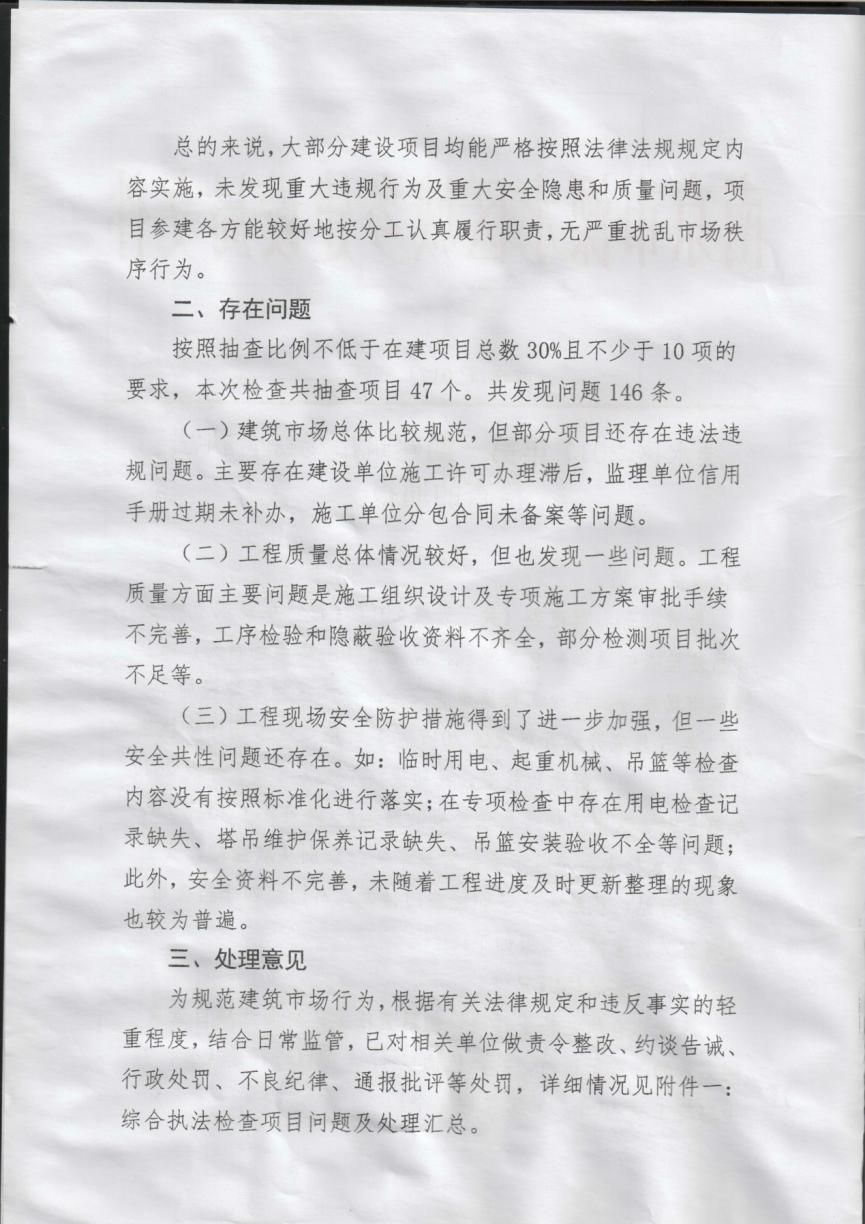 总的来说，大部分建设项目均能严格按照法律法规规定内
容实施，未发现重大违规行为及重大安全隐患和质量问题，项
目参建各方能较好地按分工认真履行职责，无严重扰乱市场秩
序行为。
二、存在问题
按照抽查比例不低于在建项目总数30%且不少于10项的
要求，本次检查共抽查项目47个。共发现问题146条。
（一）建筑市场总体比较规范，但部分项目还存在违法违
规问题。主要存在建设单位施工许可办理滞后，监理单位信用
手册过期未补办，施工单位分包合同未备案等问题。
（二）工程质量总体情况较好，但也发现一些问题。工程
质量方面主要问题是施工组织设计及专项施工方案审批手续
不完善，工序检验和隐蔽验收资料不齐全，部分检测项目批次
不足等。
（三）工程现场安全防护措施得到了进一步加强，但一些
安全共性问题还存在。如：临时用电、起重机械、吊篮等检查
内容没有按照标准化进行落实；在专项检查中存在用电检查记
录缺失、塔吊维护保养记录缺失、吊篮安装验收不全等问题；
此外，安全资料不完善，未随着工程进度及时更新整理的现象
也较为普遍。
三、处理意见
为规范建筑市场行为，根据有关法律规定和违反事实的轻
重程度，结合日常监管，已对相关单位做责令整改、约谈告诫、
行政处罚、不良纪律、通报批评等处罚，详细情况见附件一：
综合执法检查项目问题及处理汇总。